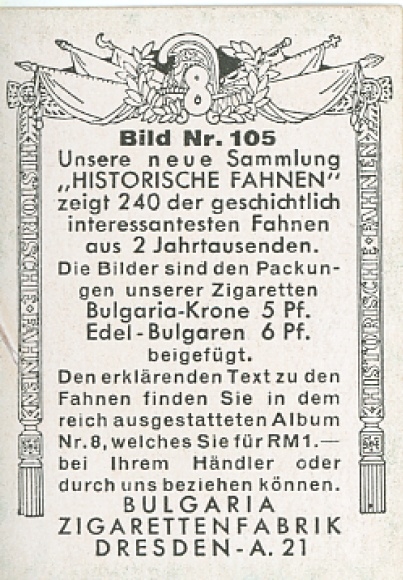 8
Bild Nr. 105
Unsere neue Sammlung
„HISTORISCHE FAHNEN"
zeigt 240 der geschichtlich
interessantesten Fahnen
aus 2 Jahrtausenden.
Die Bilder sind den Packun-
gen unserer Zigaretten
Bulgaria-Krone 5 Pf.
Edel-Bulgaren 6 Pf.
beigefügt.
Den erklärenden Text zu den
Fahnen finden Sie in dem
reich ausgestatteten Album
Nr. 8, welches Sie für RM1.—
bei Ihrem Händler oder
durch uns beziehen können.
BULGARIA
ZIGARETTENFABRIK
DRESDEN-A. 21
HISTORISCHE·FAHNEN
HISTORISCHE·FAHNEN